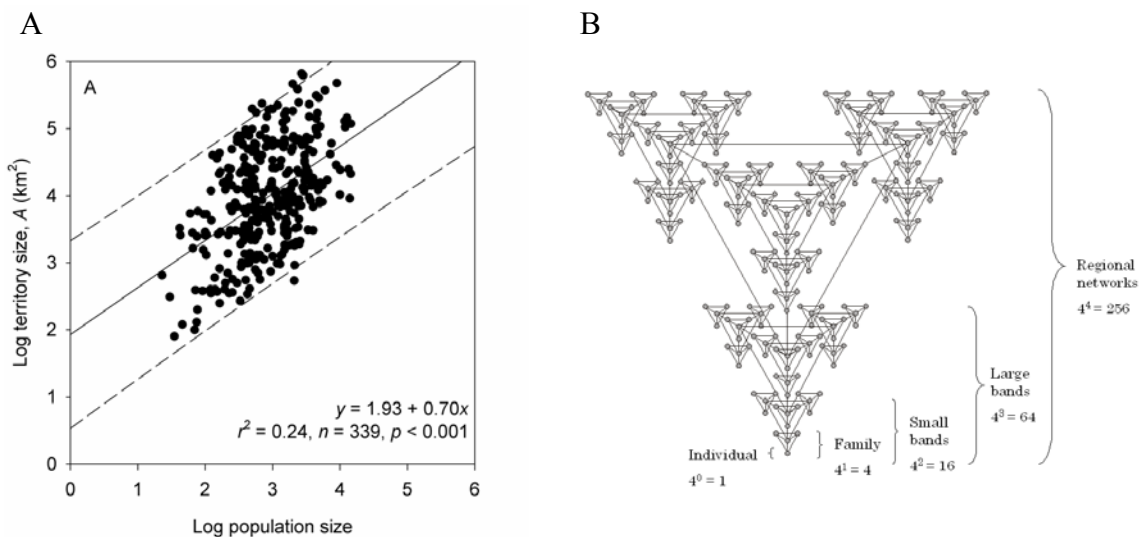 A
B
A
6
5
4
3
2
1
0
Log territory size, A (km²)
y = 1.93 + 0.70x
r² = 0.24, n = 339, p < 0.001
0 1 2 3 4 5 6
Log population size
Regional
networks
4⁴ = 256
Large
bands
4³ = 64
Small
bands
4² = 16
Family
4¹ = 4
Individual
4⁰ = 1